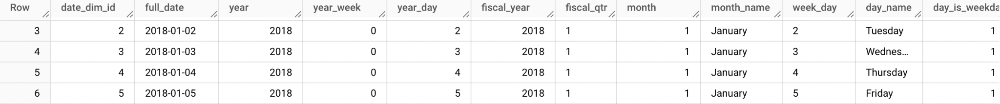 Row date_dim_id full_date year year_week year_day fiscal_year fiscal_qtr month month_name week_day day_name day_is_weekda
3 2 2018-01-02 2018 0 2 2018 1 1 January 2 Tuesday 1
4 3 2018-01-03 2018 0 3 2018 1 1 January 3 Wednes... 1
5 4 2018-01-04 2018 0 4 2018 1 1 January 4 Thursday 1
6 5 2018-01-05 2018 0 5 2018 1 1 January 5 Friday 1